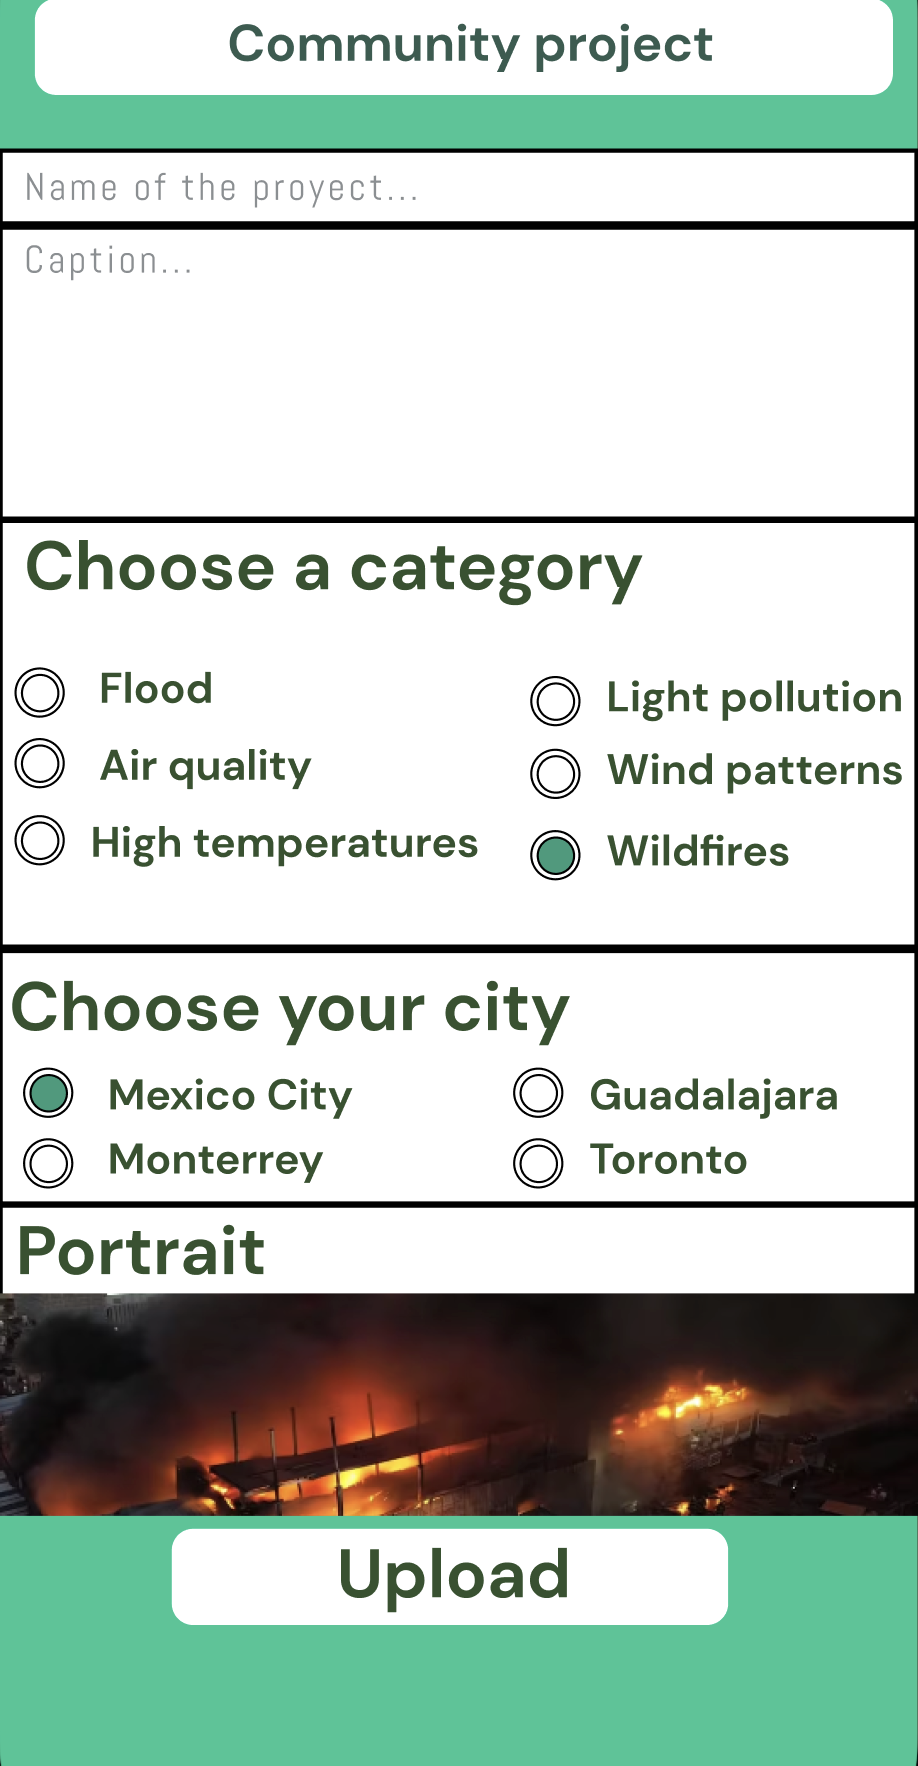 Community project
Name of the proyect...
Caption...
Choose a category
Flood
Light pollution
Air quality
Wind patterns
High temperatures
Wildfires
Choose your city
Mexico City
Guadalajara
Monterrey
Toronto
Portrait
Upload